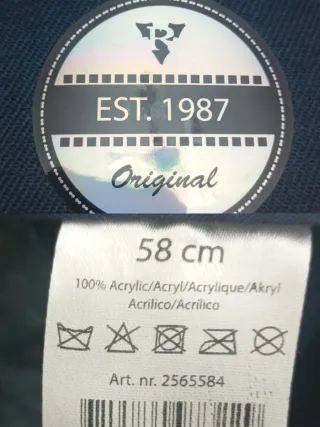 EST. 1987
Original
58 cm
100% Acrylic/Acryl/Acrylique/Akryl
Acrilico/Acrílico
Art. nr. 2565584